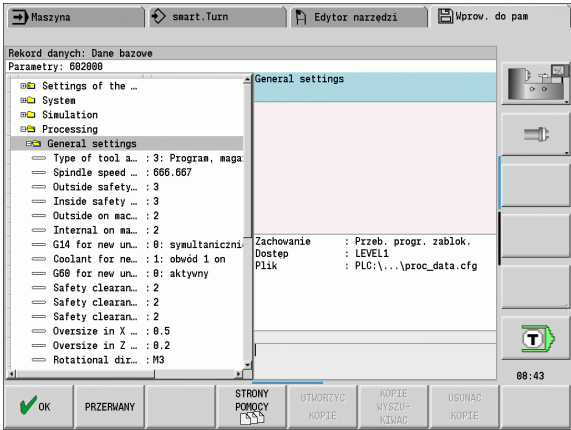 Maszyna
smart.Turn
Edytor narzędzi
Wprow. do pam
Rekord danych: Dane bazowe
Parametry: 602000
Settings of the …
System
Simulation
Processing
General settings
Type of tool a… : 3: Program, maga
Spindle speed … : 666.667
Outside safety… : 3
Inside safety … : 3
Outside on mac… : 2
Internal on ma… : 2
G14 for new un… : 0: symultaniczni
Coolant for ne… : 1: obwód 1 on
G60 for new un… : 0: aktywny
Safety clearan… : 2
Safety clearan… : 2
Safety clearan… : 2
Oversize in X … : 0.5
Oversize in Z … : 0.2
Rotational dir… : M3
General settings
Zachowanie : Przeb. progr. zablok.
Dostęp : LEVEL1
Plik : PLC:\...\proc_data.cfg
T
08:43
OK
PRZERWANY
STRONY
POMOCY
UTWORZYC
KOPIE
KOPIE
WYSZU-
KIWAC
USUNAC
KOPIE